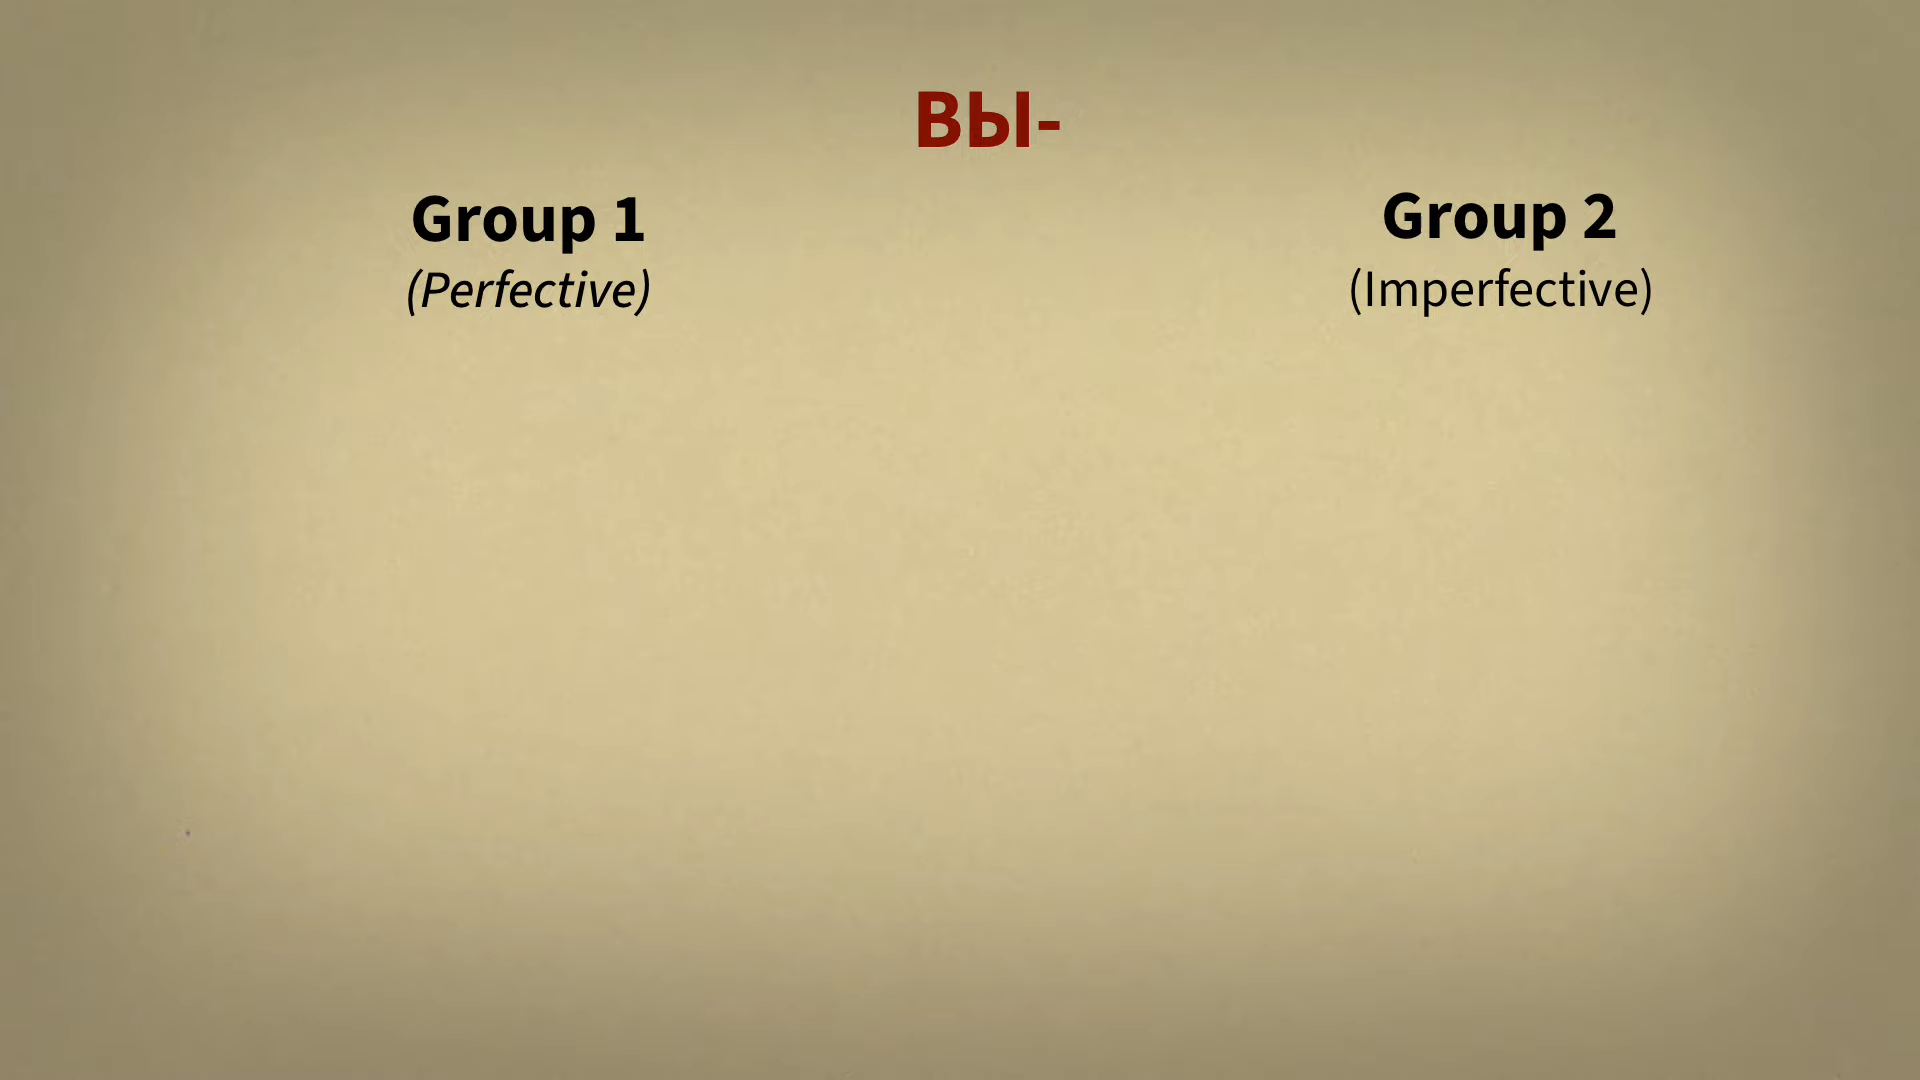 ВЫ-
Group 1
Group 2
(Perfective)
(Imperfective)